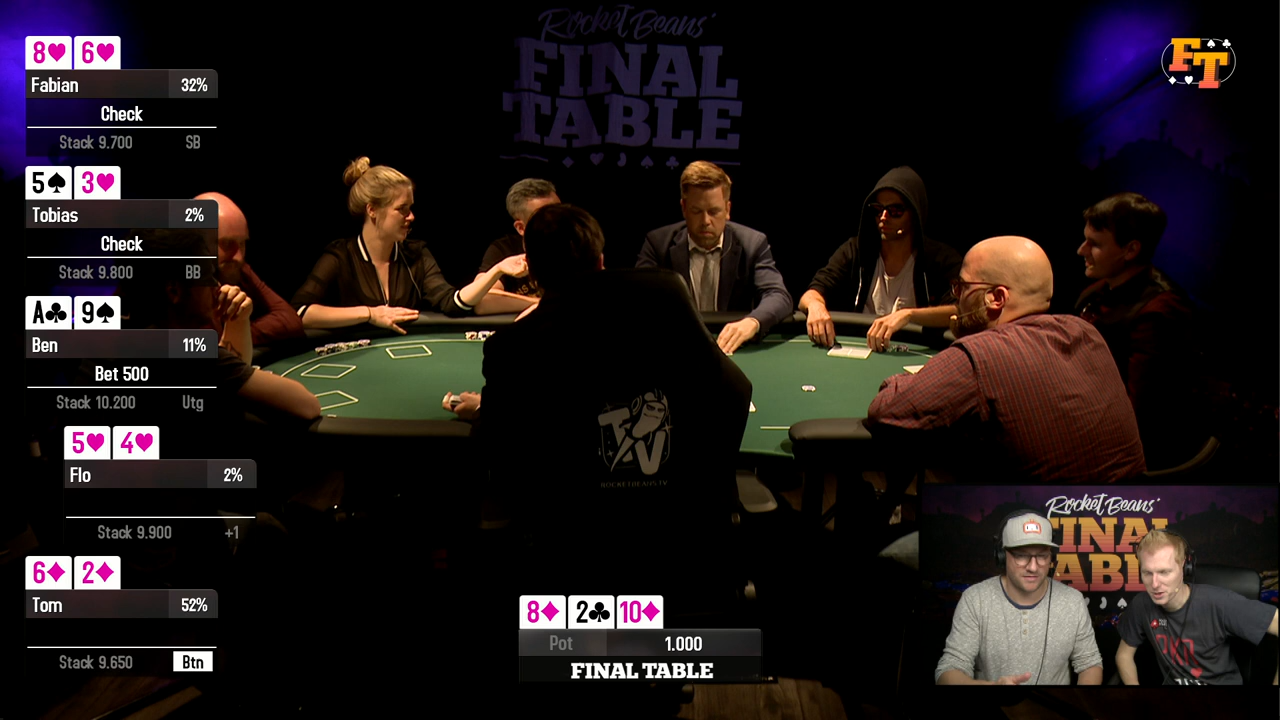 Rocket Beans'
FINAL
TABLE
FT
8♥ 6♥
Fabian 32%
Check
Stack 9.700 SB
5♠ 3♥
Tobias 2%
Check
Stack 9.800 BB
A♣ 9♠
Ben 11%
Bet 500
Stack 10.200 Utg
5♥ 4♥
Flo 2%
Stack 9.900 +1
6♦ 2♦
Tom 52%
Stack 9.650 Btn
TV
ROCKETBEANS.TV
8♦ 2♣ 10♦
Pot 1.000
FINAL TABLE
Rocket Beans'